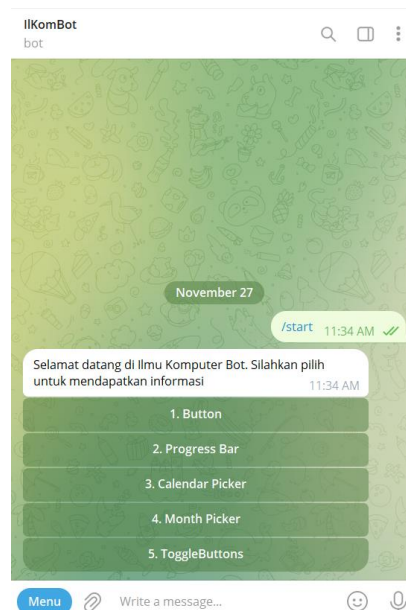 IlKomBot
bot
November 27
/start 11:34 AM
Selamat datang di Ilmu Komputer Bot. Silahkan pilih
untuk mendapatkan informasi
11:34 AM
1. Button
2. Progress Bar
3. Calendar Picker
4. Month Picker
5. ToggleButtons
Menu
Write a message...